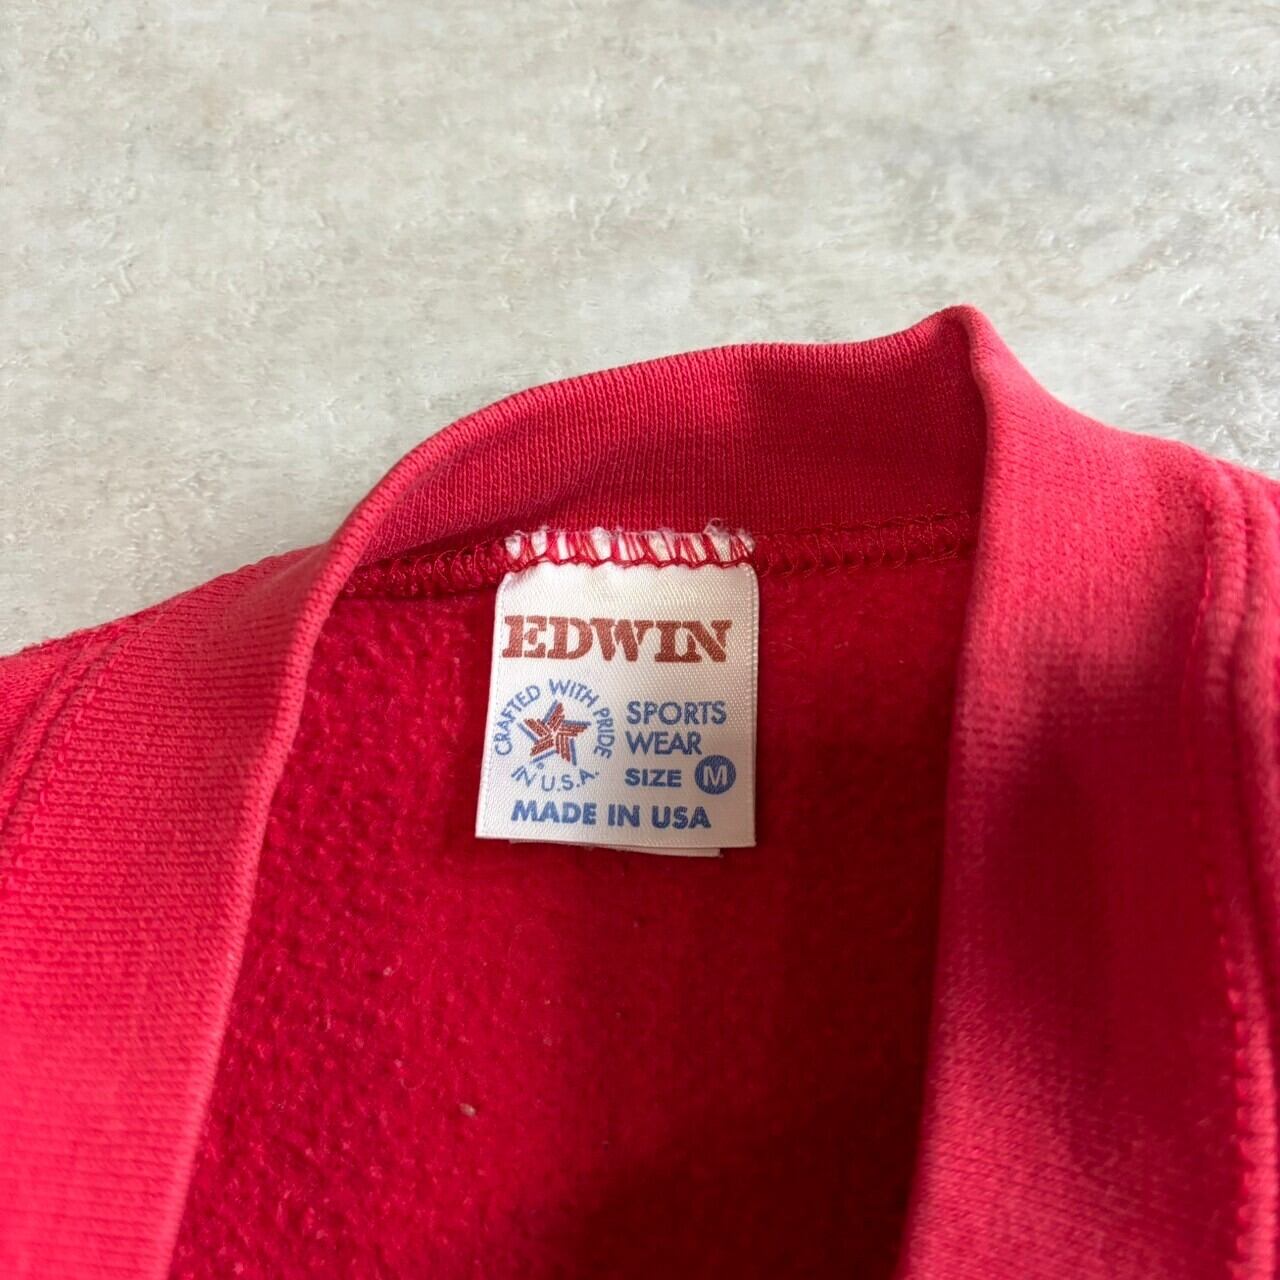 EDWIN
CRAFTED WITH PRIDE
IN U.S.A.
SPORTS
WEAR
SIZE M
MADE IN USA